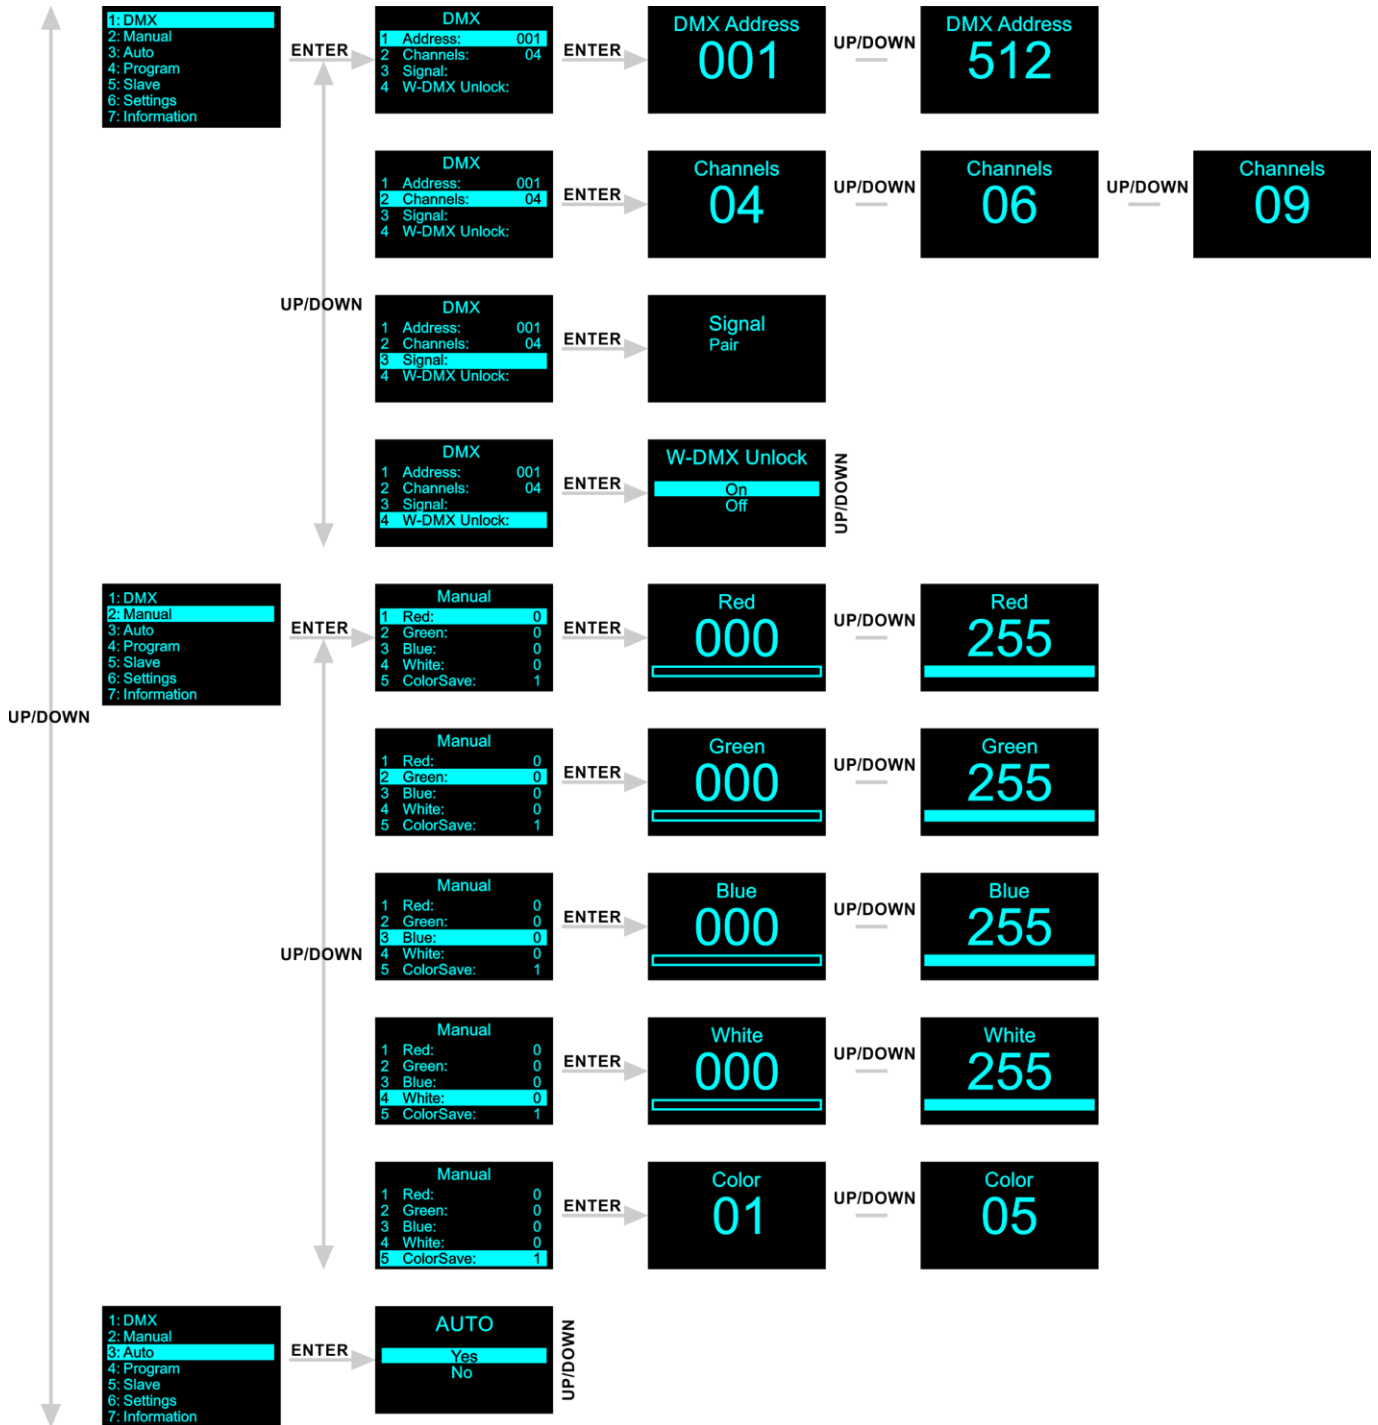 1: DMX
2: Manual
3: Auto
4: Program
5: Slave
6: Settings
7: Information
ENTER
DMX
1 Address: 001
2 Channels: 04
3 Signal:
4 W-DMX Unlock:
ENTER
DMX Address
001
UP/DOWN
DMX Address
512
DMX
1 Address: 001
2 Channels: 04
3 Signal:
4 W-DMX Unlock:
ENTER
Channels
04
UP/DOWN
Channels
06
UP/DOWN
Channels
09
UP/DOWN
DMX
1 Address: 001
2 Channels: 04
3 Signal:
4 W-DMX Unlock:
ENTER
Signal
Pair
DMX
1 Address: 001
2 Channels: 04
3 Signal:
4 W-DMX Unlock:
ENTER
W-DMX Unlock
On
Off
UP/DOWN
UP/DOWN
1: DMX
2: Manual
3: Auto
4: Program
5: Slave
6: Settings
7: Information
ENTER
Manual
1 Red: 0
2 Green: 0
3 Blue: 0
4 White: 0
5 ColorSave: 1
ENTER
Red
000
UP/DOWN
Red
255
Manual
1 Red: 0
2 Green: 0
3 Blue: 0
4 White: 0
5 ColorSave: 1
ENTER
Green
000
UP/DOWN
Green
255
UP/DOWN
Manual
1 Red: 0
2 Green: 0
3 Blue: 0
4 White: 0
5 ColorSave: 1
ENTER
Blue
000
UP/DOWN
Blue
255
Manual
1 Red: 0
2 Green: 0
3 Blue: 0
4 White: 0
5 ColorSave: 1
ENTER
White
000
UP/DOWN
White
255
Manual
1 Red: 0
2 Green: 0
3 Blue: 0
4 White: 0
5 ColorSave: 1
ENTER
Color
01
UP/DOWN
Color
05
1: DMX
2: Manual
3: Auto
4: Program
5: Slave
6: Settings
7: Information
ENTER
AUTO
Yes
No
UP/DOWN